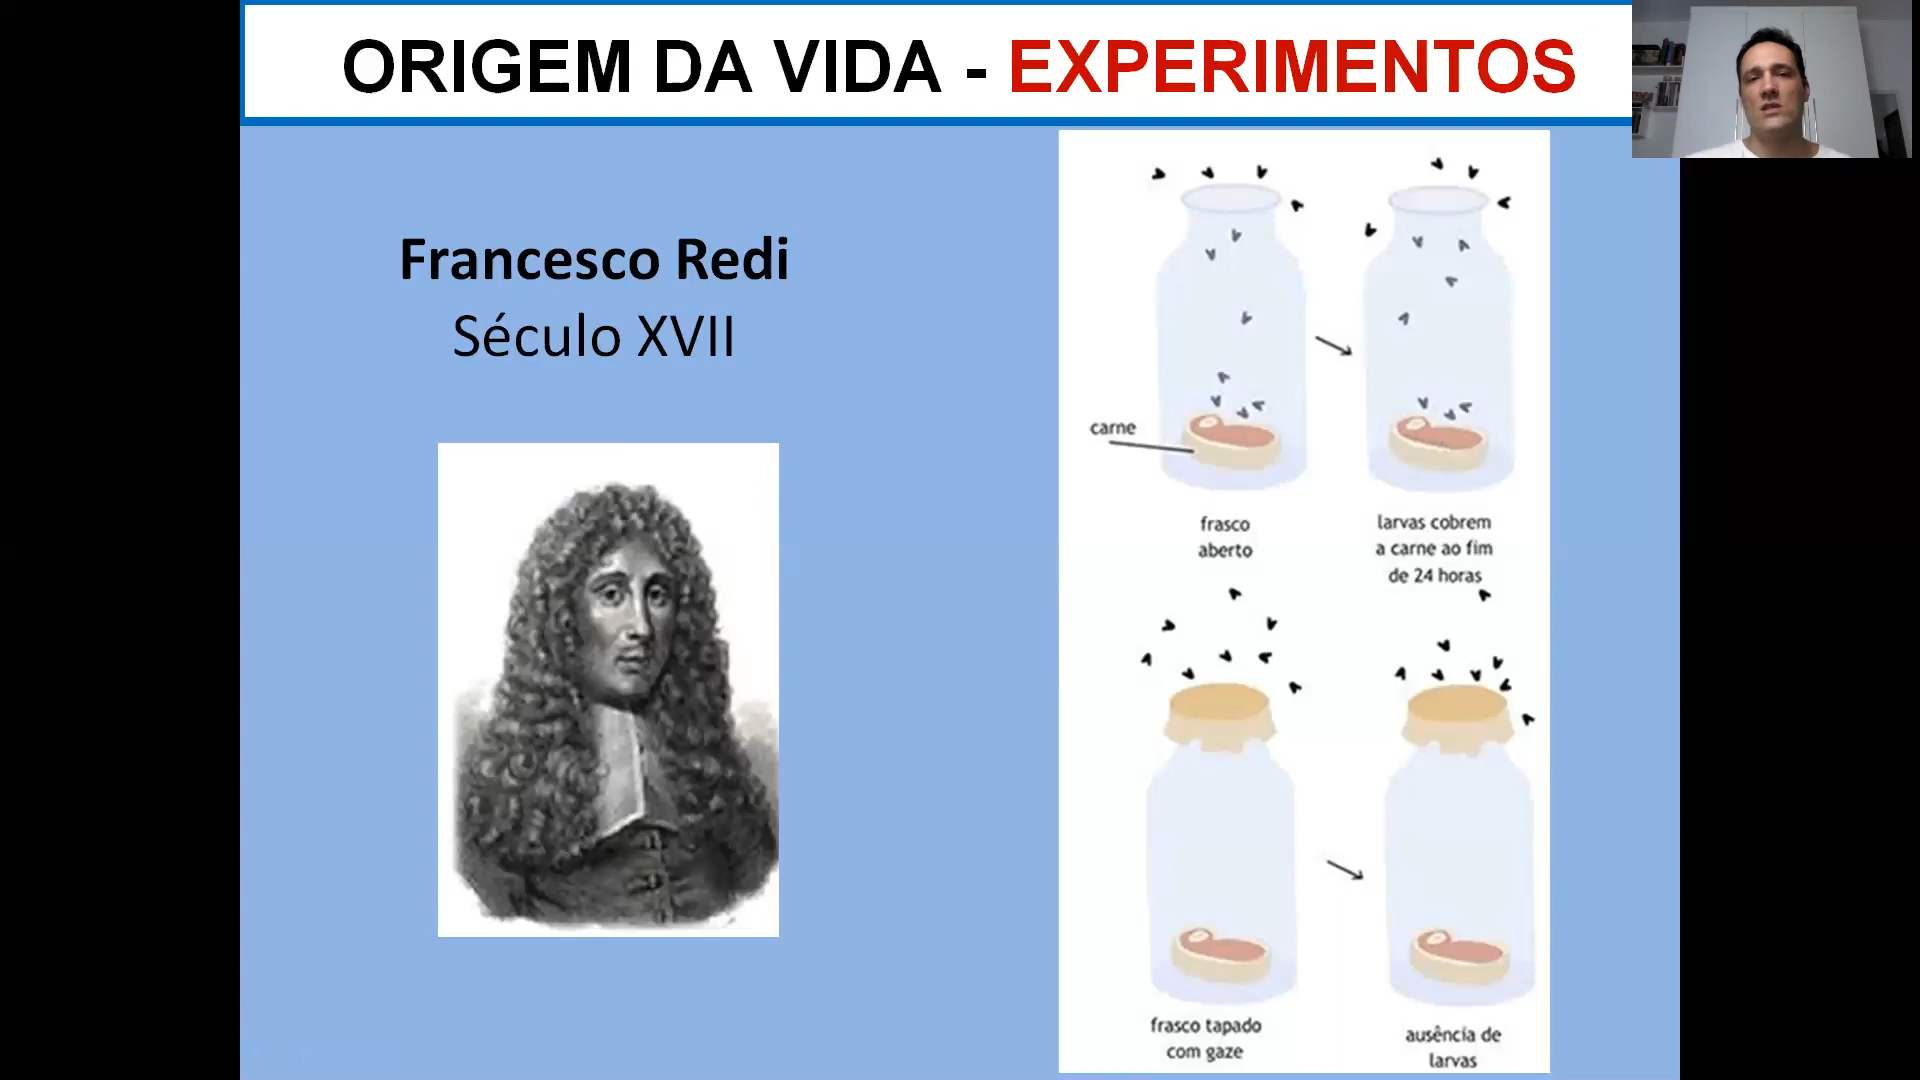 ORIGEM DA VIDA - EXPERIMENTOS
Francesco Redi
Século XVII
carne
frasco
aberto
larvas cobrem
a carne ao fim
de 24 horas
frasco tapado
com gaze
ausência de
larvas